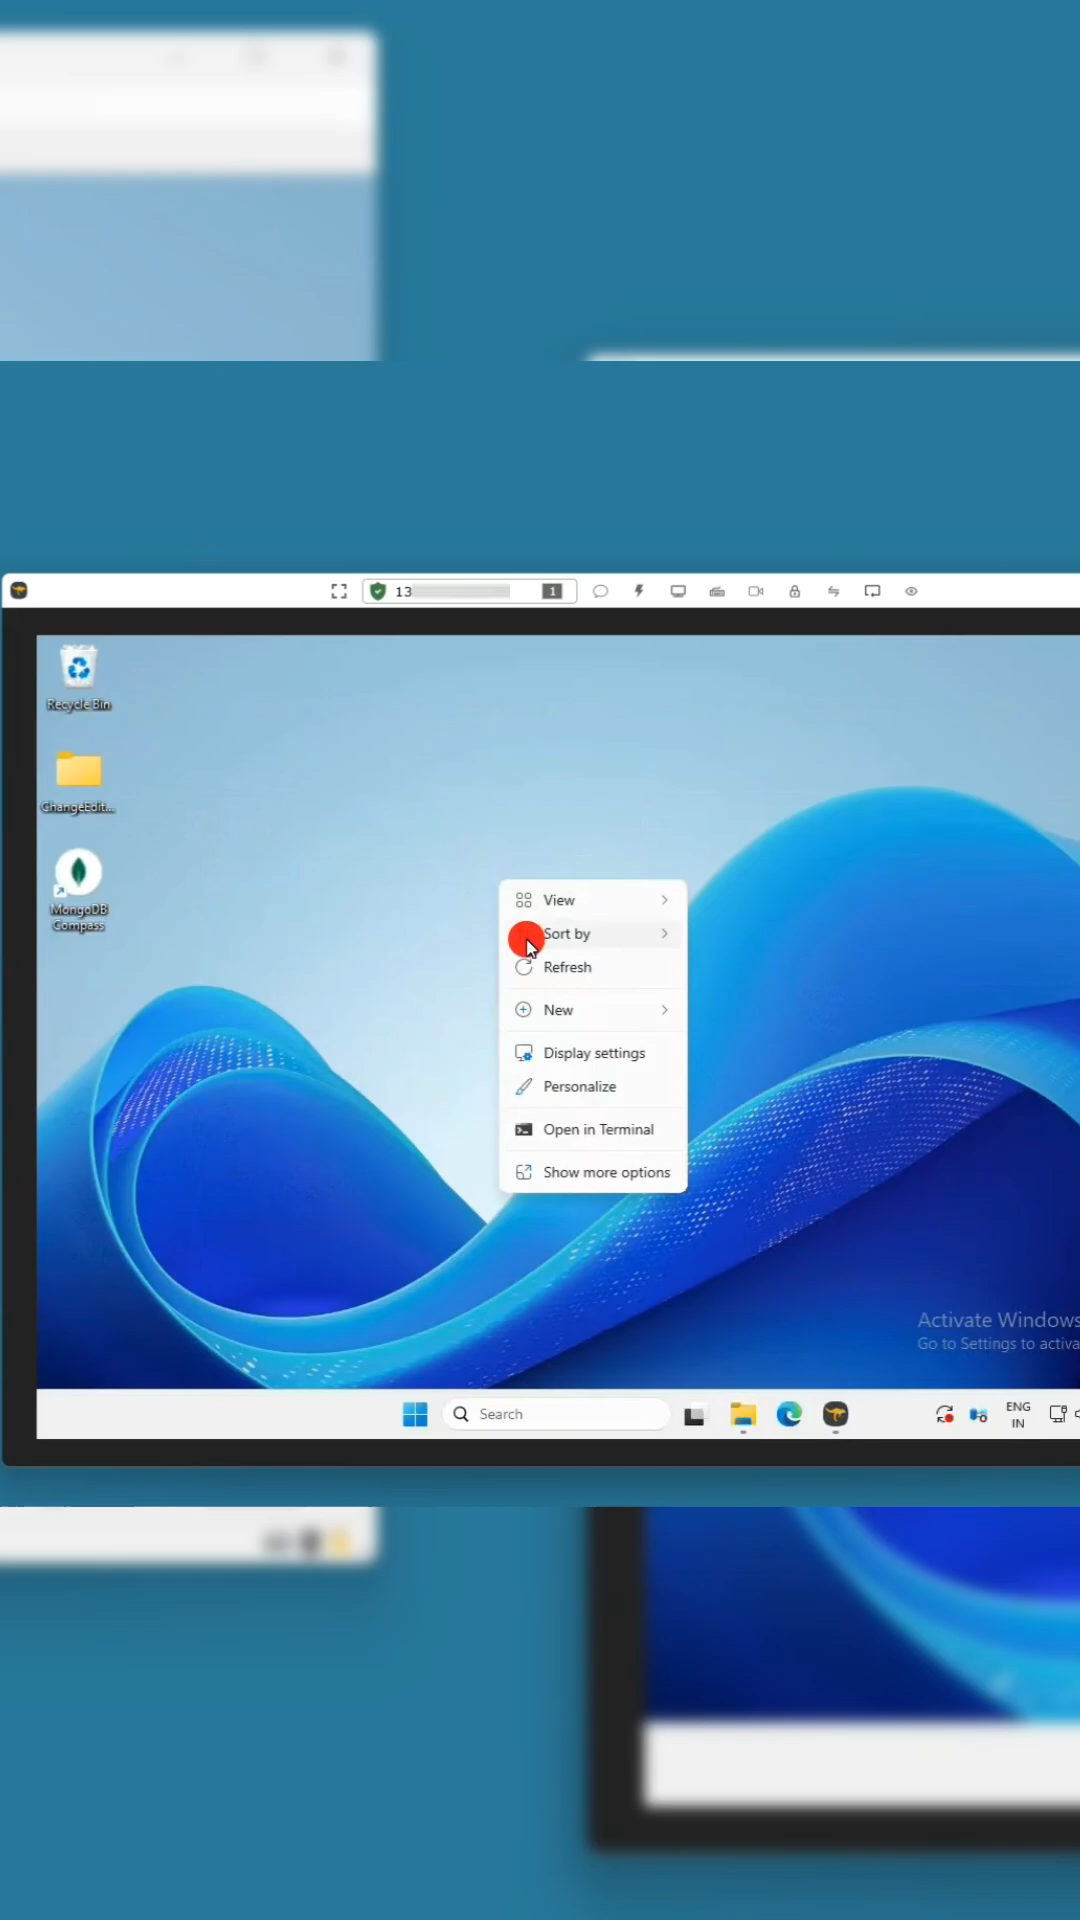 13
1
Recycle Bin
ChangeEdit...
MongoDB
Compass
View
Sort by
Refresh
New
Display settings
Personalize
Open in Terminal
Show more options
Activate Windows
Go to Settings to activa
Search
ENG
IN